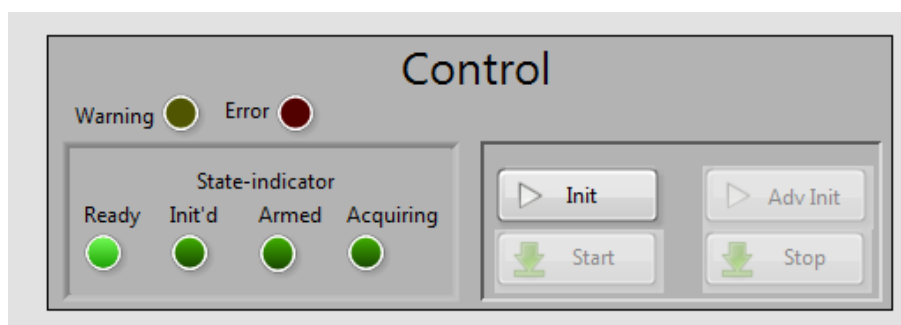 Control
Warning Error
State-indicator
Ready Init'd Armed Acquiring
Init Adv Init
Start Stop